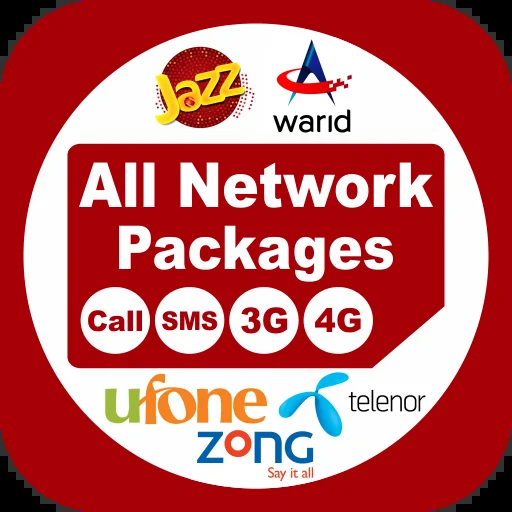 Jazz
warid
All Network
Packages
Call SMS 3G 4G
ufone
telenor
ZONG
Say it all